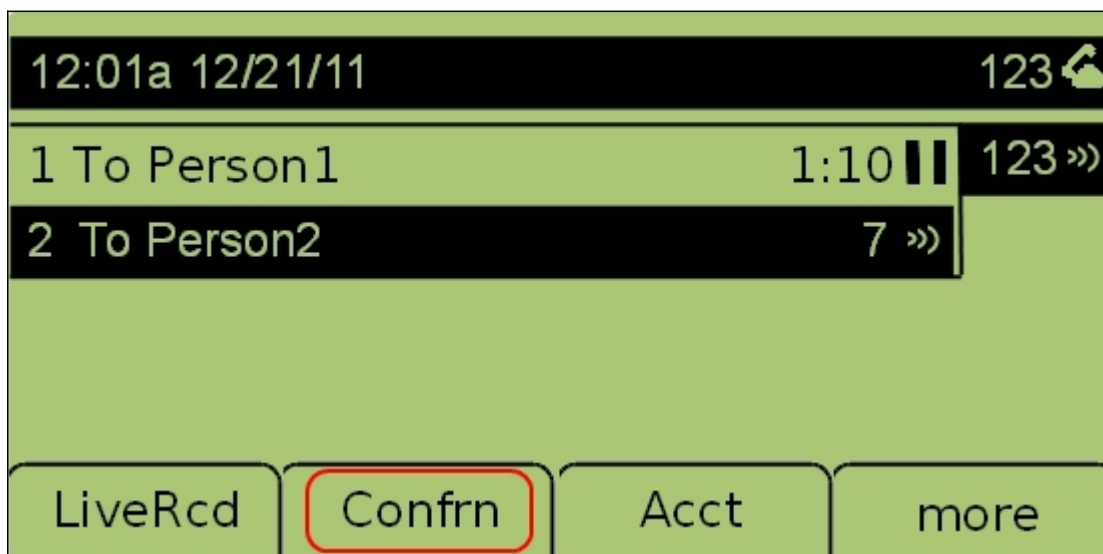 12:01a 12/21/11 123
1 To Person1 1:10 123
2 To Person2 7
LiveRcd Confrn Acct more